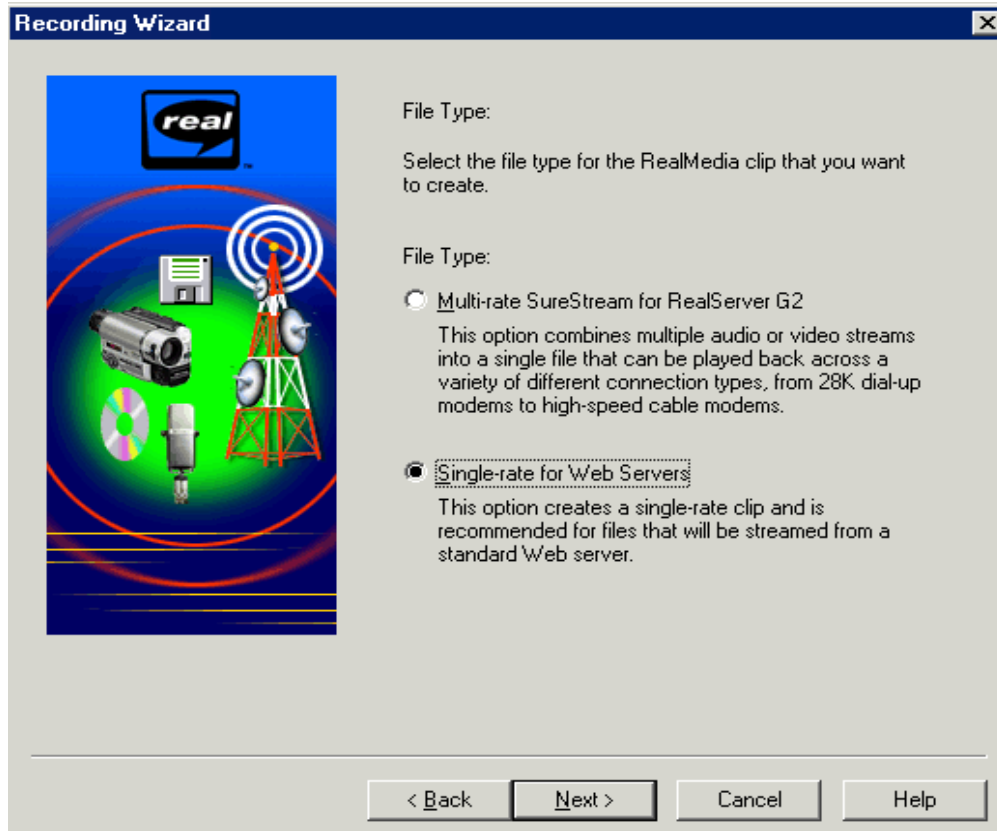 Recording Wizard
real
File Type:
Select the file type for the RealMedia clip that you want
to create.
File Type:
Multi-rate SureStream for RealServer G2
This option combines multiple audio or video streams
into a single file that can be played back across a
variety of different connection types, from 28K dial-up
modems to high-speed cable modems.
Single-rate for Web Servers
This option creates a single-rate clip and is
recommended for files that will be streamed from a
standard Web server.
< Back
Next >
Cancel
Help